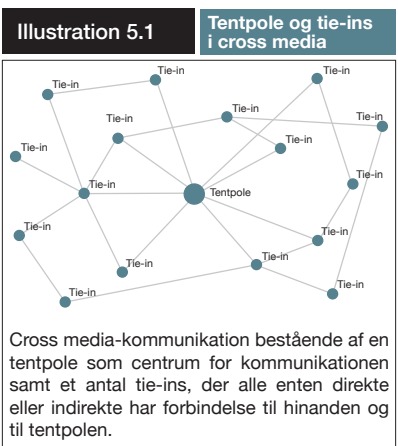 Illustration 5.1
Tentpole og tie-ins
i cross media
Tie-in
Tie-in
Tie-in
Tie-in
Tie-in
Tie-in
Tie-in
Tie-in
Tie-in
Tie-in
Tentpole
Tie-in
Tie-in
Tie-in
Tie-in
Tie-in
Tie-in
Cross media-kommunikation bestående af en
tentpole som centrum for kommunikationen
samt et antal tie-ins, der alle enten direkte
eller indirekte har forbindelse til hinanden og
til tentpolen.